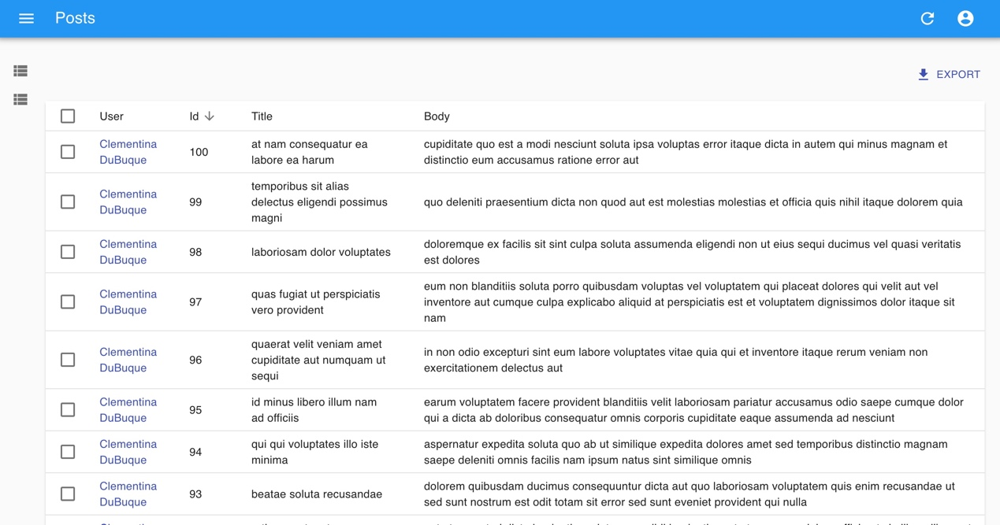 Posts
EXPORT
User Id Title Body
Clementina DuBuque 100 at nam consequatur ea labore ea harum cupiditate quo est a modi nesciunt soluta ipsa voluptas error itaque dicta in autem qui minus magnam et distinctio eum accusamus ratione error aut
Clementina DuBuque 99 temporibus sit alias delectus eligendi possimus magni quo deleniti praesentium dicta non quod aut est molestias molestias et officia quis nihil itaque dolorem quia
Clementina DuBuque 98 laboriosam dolor voluptates doloremque ex facilis sit sint culpa soluta assumenda eligendi non ut eius sequi ducimus vel quasi veritatis est dolores
Clementina DuBuque 97 quas fugiat ut perspiciatis vero provident eum non blanditiis soluta porro quibusdam voluptas vel voluptatem qui placeat dolores qui velit aut vel inventore aut cumque culpa explicabo aliquid at perspiciatis est et voluptatem dignissimos dolor itaque sit nam
Clementina DuBuque 96 quaerat velit veniam amet cupiditate aut numquam ut sequi in non odio excepturi sint eum labore voluptates vitae quia qui et inventore itaque rerum veniam non exercitationem delectus aut
Clementina DuBuque 95 id minus libero illum nam ad officiis earum voluptatem facere provident blanditiis velit laboriosam pariatur accusamus odio saepe cumque dolor qui a dicta ab doloribus consequatur omnis corporis cupiditate eaque assumenda ad nesciunt
Clementina DuBuque 94 qui qui voluptates illo iste minima aspernatur expedita soluta quo ab ut similique expedita dolores amet sed temporibus distinctio magnam saepe deleniti omnis facilis nam ipsum natus sint similique omnis
Clementina DuBuque 93 beatae soluta recusandae dolorem quibusdam ducimus consequuntur dicta aut quo laboriosam voluptatem quis enim recusandae ut sed sunt nostrum est odit totam sit error sed sunt eveniet provident qui nulla